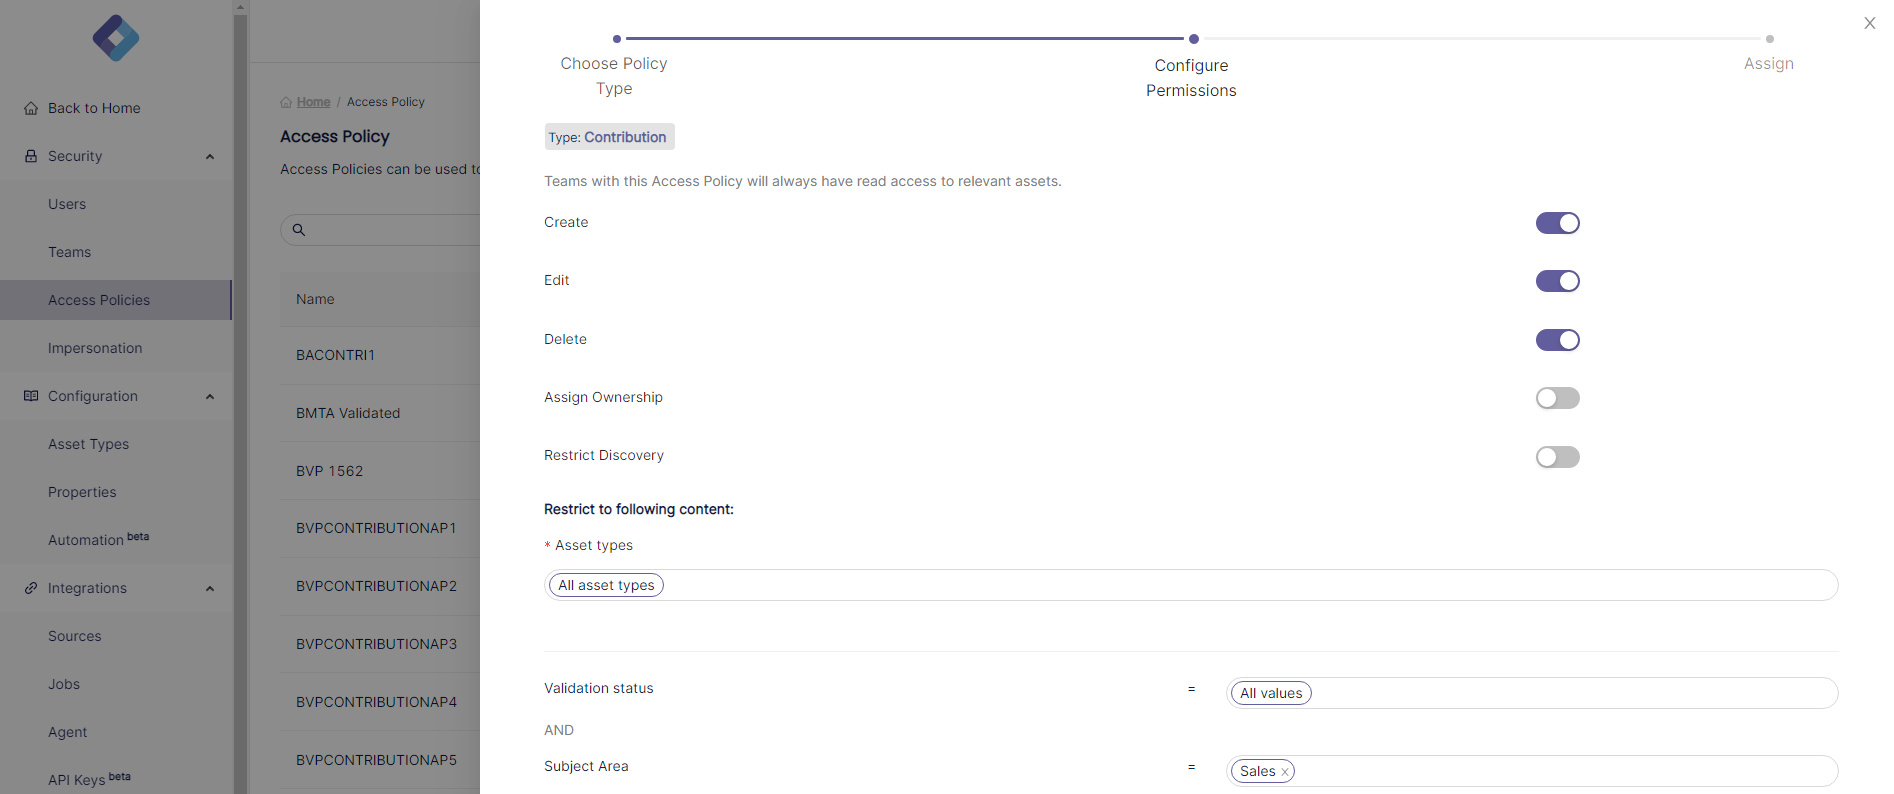 Back to Home
Security
Users
Teams
Access Policies
Impersonation
Configuration
Asset Types
Properties
Automation beta
Integrations
Sources
Jobs
Agent
API Keys beta
Home / Access Policy
Access Policy
Access Policies can be used to
Name
BACONTRI1
BMTA Validated
BVP 1562
BVPCONTRIBUTIONAP1
BVPCONTRIBUTIONAP2
BVPCONTRIBUTIONAP3
BVPCONTRIBUTIONAP4
BVPCONTRIBUTIONAP5
Choose Policy
Type
Configure
Permissions
Assign
Type: Contribution
Teams with this Access Policy will always have read access to relevant assets.
Create
Edit
Delete
Assign Ownership
Restrict Discovery
Restrict to following content:
* Asset types
All asset types
Validation status = All values
AND
Subject Area = Sales x